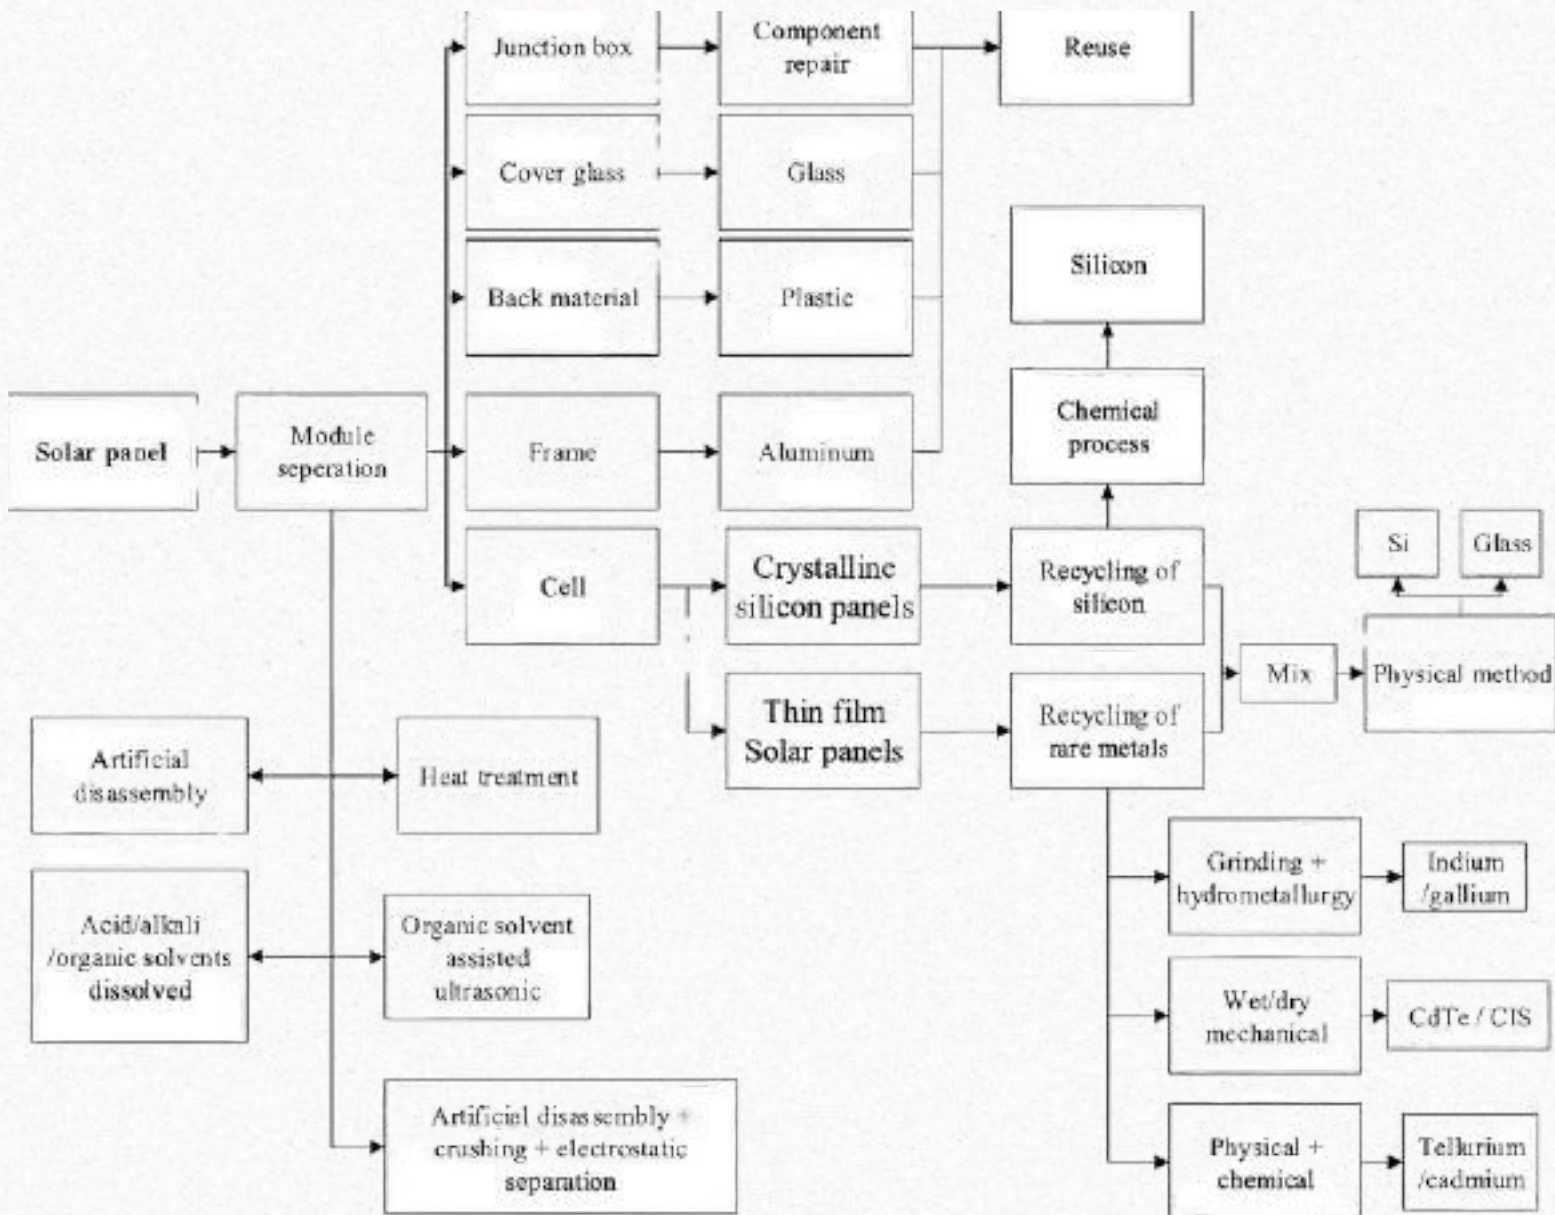 Junction box
Component
repair
Reuse
Cover glass
Glass
Back material
Plastic
Silicon
Chemical
process
Solar panel
Module
seperation
Frame
Aluminum
Cell
Crystalline
silicon panels
Recycling of
silicon
Si
Glass
Mix
Physical method
Thin film
Solar panels
Recycling of
rare metals
Artificial
disassembly
Heat treatment
Acid/alkali
/organic solvents
dissolved
Organic solvent
assisted
ultrasonic
Artificiel disassembly +
crushing + electrostatic
separation
Grinding +
hydrometallurgy
Indium
/gallium
Wet/dry
mechanical
CdTe / CIS
Physical +
chemical
Tellurium
/cadmium